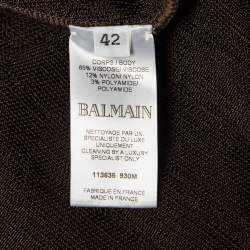 42
CORPS / BODY
85% VISCOSE/ VISCOSE
12% NYLON/ NYLON
3% POLYAMIDE/
POLYAMIDE
BALMAIN
NETTOYAGE PAR UN
SPECIALISTE DU LUXE
UNIQUEMENT
CLEANING BY A LUXURY
SPECIALIST ONLY
113636 930M
FABRIQUE EN FRANCE
MADE IN FRANCE